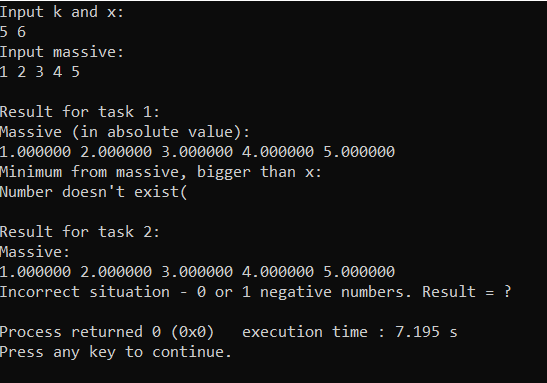 Input k and x:
5 6
Input massive:
1 2 3 4 5
Result for task 1:
Massive (in absolute value):
1.000000 2.000000 3.000000 4.000000 5.000000
Minimum from massive, bigger than x:
Number doesn't exist(
Result for task 2:
Massive:
1.000000 2.000000 3.000000 4.000000 5.000000
Incorrect situation - 0 or 1 negative numbers. Result = ?
Process returned 0 (0x0)   execution time : 7.195 s
Press any key to continue.